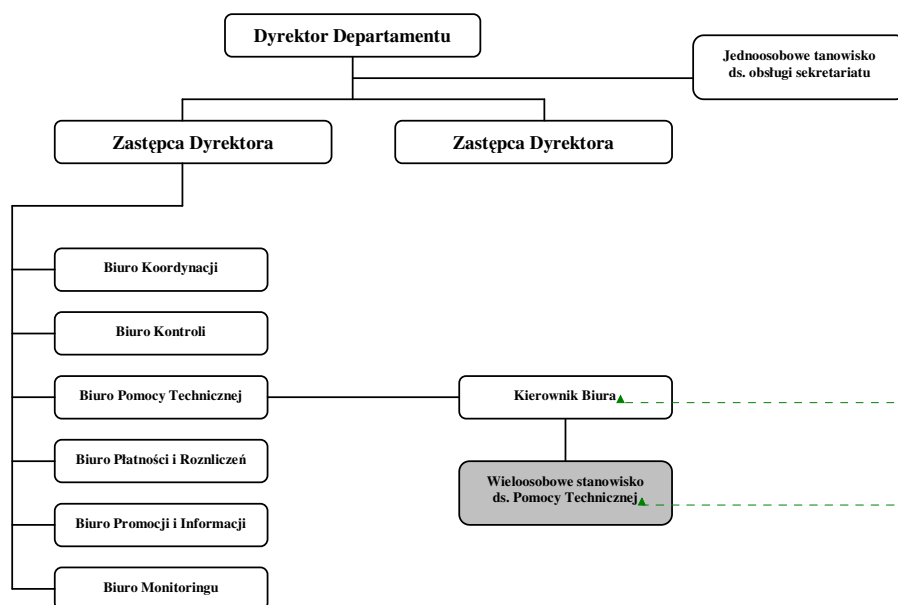 Dyrektor Departamentu
Jednoosobowe tanowisko
ds. obsługi sekretariatu
Zastępca Dyrektora
Zastępca Dyrektora
Biuro Koordynacji
Biuro Kontroli
Biuro Pomocy Technicznej
Kierownik Biura
Biuro Płatności i Roznliczeń
Wieloosobowe stanowisko
ds. Pomocy Technicznej
Biuro Promocji i Informacji
Biuro Monitoringu